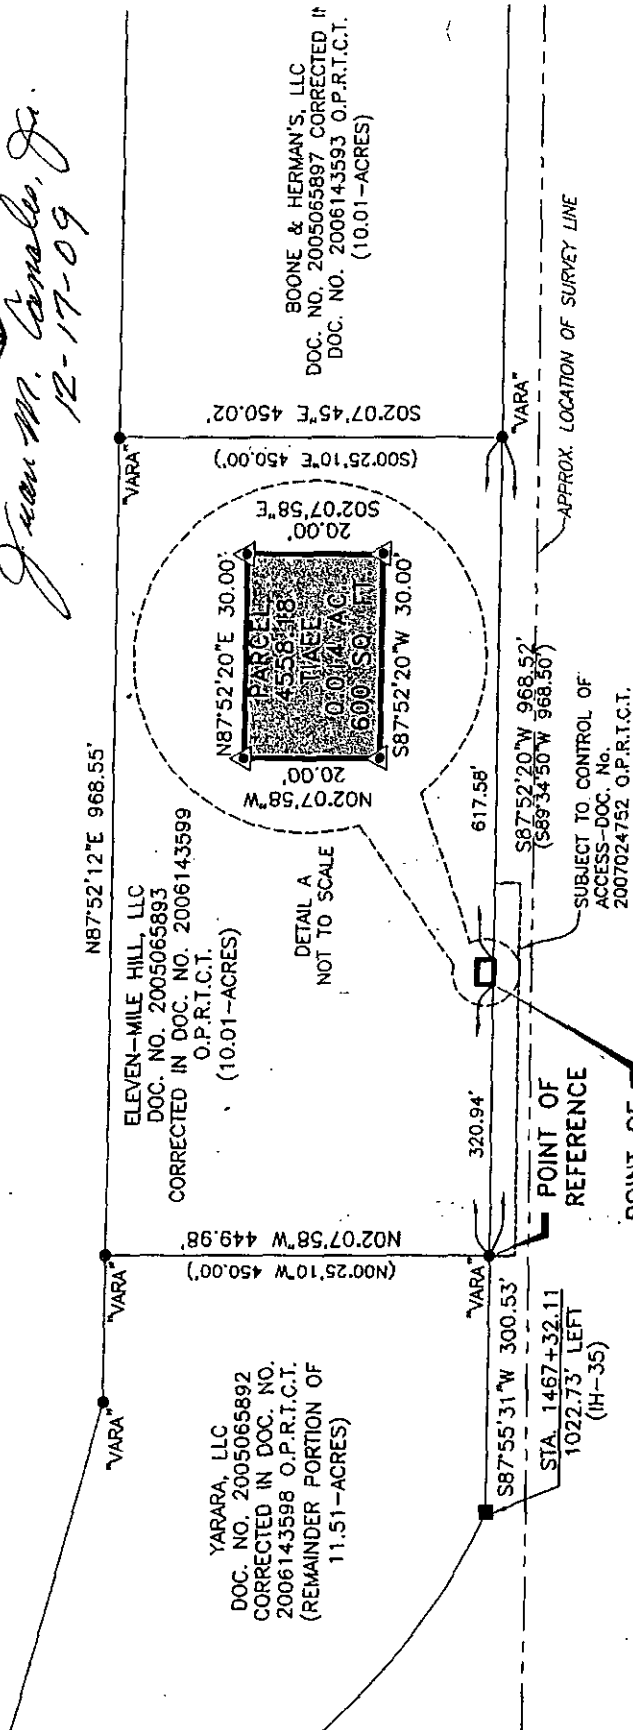 Juan M. Canales, Jr.
12-17-09
N87°52'12"E 968.55'
"VARA"
"VARA"
"VARA"
YARARA, LLC
DOC. NO. 2005065892
CORRECTED IN DOC. NO.
2006143598 O.P.R.T.C.T.
(REMAINDER PORTION OF
11.51-ACRES)
N02°07'58"W 449.98'
(N00°25'10"W 450.00')
ELEVEN-MILE HILL, LLC
DOC. NO. 2005065893
CORRECTED IN DOC. NO. 2006143599
O.P.R.T.C.T.
(10.01-ACRES)
DETAIL A
NOT TO SCALE
N87°52'20"E 30.00'
N02°07'58"W
20.00'
PARCEL
4558.18
0.014 AC.
600 SQ. FT.
S02°07'58"E
20.00'
S87°52'20"W 30.00'
S02°07'45"E 450.02'
(S00°25'10"E 450.00')
BOONE & HERMAN'S, LLC
DOC. NO. 2005065897 CORRECTED IN
DOC. NO. 2006143593 O.P.R.T.C.T.
(10.01-ACRES)
"VARA"
"VARA"
320.94'
617.58'
S87°55'31"W 300.53'
S87°52'20"W 968.52'
(S89°34'50"W 968.50')
APPROX. LOCATION OF SURVEY LINE
STA. 1467+32.11
1022.73' LEFT
(IH-35)
POINT OF
REFERENCE
SUBJECT TO CONTROL OF
ACCESS-DOC. No.
2007024752 O.P.R.T.C.T.
POINT OF